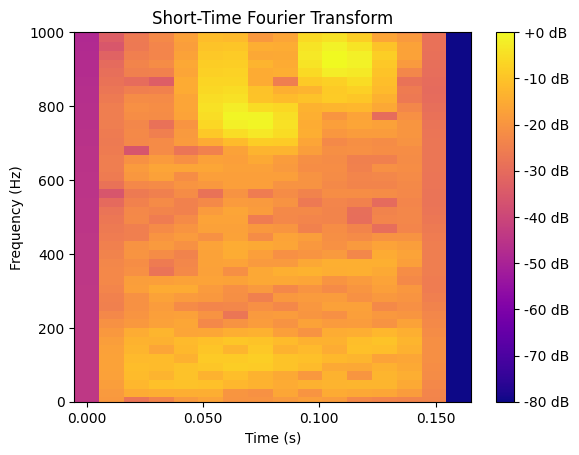 Short-Time Fourier Transform
1000
800
600
400
200
0
Frequency (Hz)
0.000
0.050
0.100
0.150
Time (s)
+0 dB
-10 dB
-20 dB
-30 dB
-40 dB
-50 dB
-60 dB
-70 dB
-80 dB